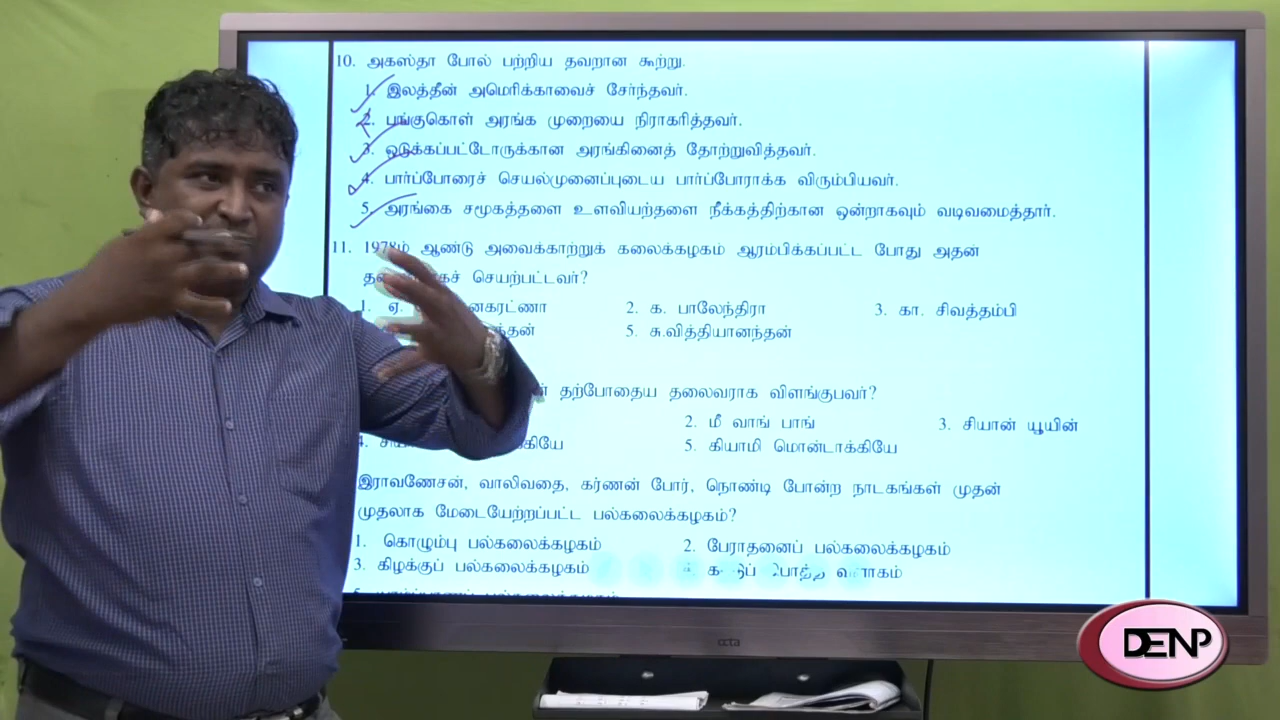 10. அகஸ்தா போல் பற்றிய தவறான கூற்று.
1. இலத்தீன் அமெரிக்காவைச் சேர்ந்தவர்.
2. பங்குகொள் அரங்க முறையை நிராகரித்தவர்.
3. ஒடுக்கப்பட்டோருக்கான அரங்கினைத் தோற்றுவித்தவர்.
4. பார்ப்போரைச் செயல்முனைப்புடைய பார்ப்போராக்க விரும்பியவர்.
5. அரங்கை சமூகத்தளை உளவியற்தளை நீக்கத்திற்கான ஒன்றாகவும் வடிவமைத்தார்.
11. 1978ம் ஆண்டு அவைக்காற்றுக் கலைக்கழகம் ஆரம்பிக்கப்பட்ட போது அதன்
செயற்பட்டவர்?
1. ஏ. 2. க. பாலேந்திரா 3. கா. சிவத்தம்பி
5. சு.வித்தியானந்தன்
தற்போதைய தலைவராக விளங்குபவர்?
2. மீ வாங் பாங் 3. சியான் யூயின்
4. 5. கியாமி மொன்டாக்கியே
இராவணேசன், வாலிவதை, கர்ணன் போர், நொண்டி போன்ற நாடகங்கள் முதன்
முதலாக மேடையேற்றப்பட்ட பல்கலைக்கழகம்?
1. கொழும்பு பல்கலைக்கழகம் 2. பேராதனைப் பல்கலைக்கழகம்
3. கிழக்குப் பல்கலைக்கழகம்
DENP